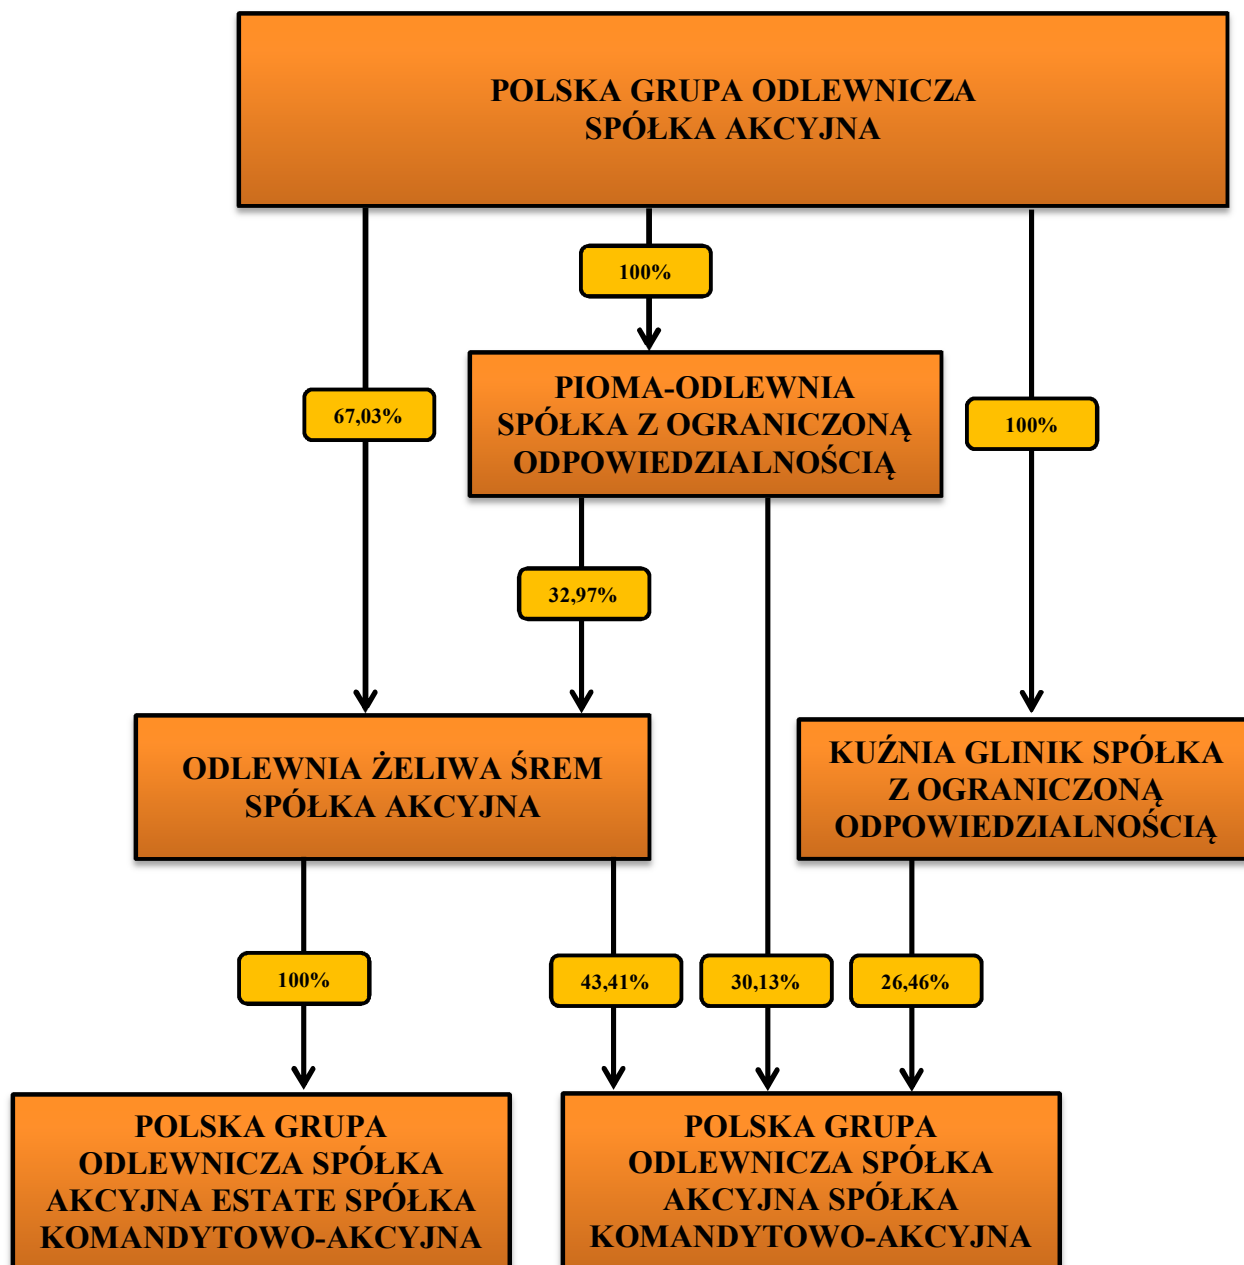 POLSKA GRUPA ODLEWNICZA
SPÓŁKA AKCYJNA
100%
PIOMA-ODLEWNIA
SPÓŁKA Z OGRANICZONĄ
ODPOWIEDZIALNOŚCIĄ
67,03%
100%
32,97%
ODLEWNIA ŻELIWA ŚREM
SPÓŁKA AKCYJNA
KUŹNIA GLINIK SPÓŁKA
Z OGRANICZONĄ
ODPOWIEDZIALNOŚCIĄ
100%
43,41%
30,13%
26,46%
POLSKA GRUPA
ODLEWNICZA SPÓŁKA
AKCYJNA ESTATE SPÓŁKA
KOMANDYTOWO-AKCYJNA
POLSKA GRUPA
ODLEWNICZA SPÓŁKA
AKCYJNA SPÓŁKA
KOMANDYTOWO-AKCYJNA